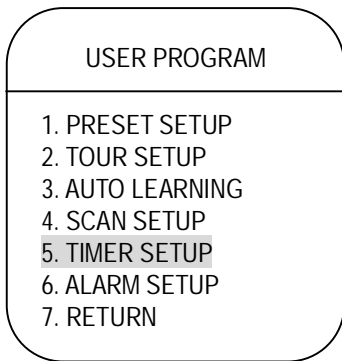 USER PROGRAM
1. PRESET SETUP
2. TOUR SETUP
3. AUTO LEARNING
4. SCAN SETUP
5. TIMER SETUP
6. ALARM SETUP
7. RETURN